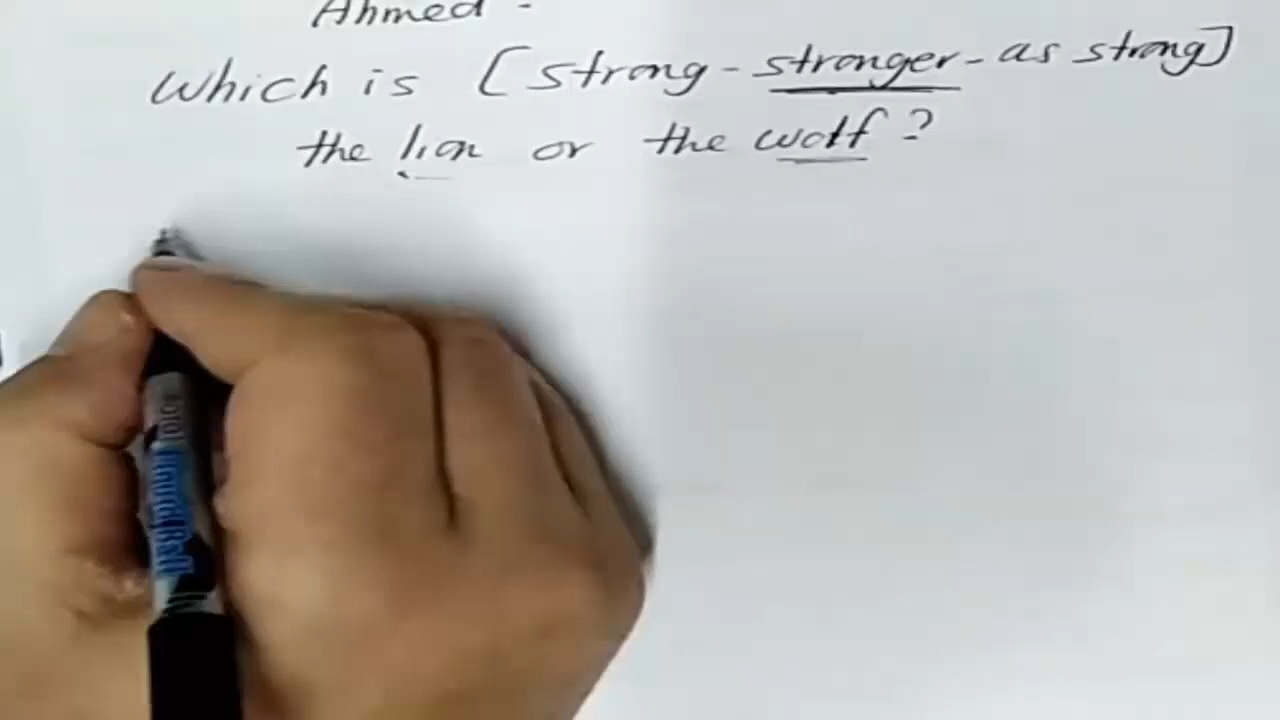 Ahmed.
Which is [strong - stronger - as strong]
the lion or the wolf?